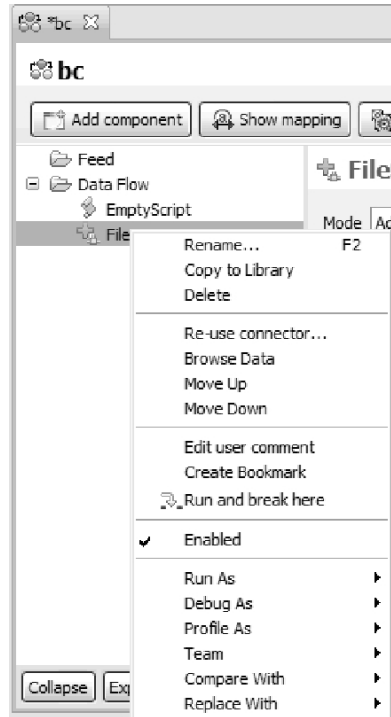 *bc
bc
Add component Show mapping
Feed
Data Flow
EmptyScript
File
File
Mode
Rename... F2
Copy to Library
Delete
Re-use connector...
Browse Data
Move Up
Move Down
Edit user comment
Create Bookmark
Run and break here
Enabled
Run As
Debug As
Profile As
Team
Compare With
Replace With
Collapse